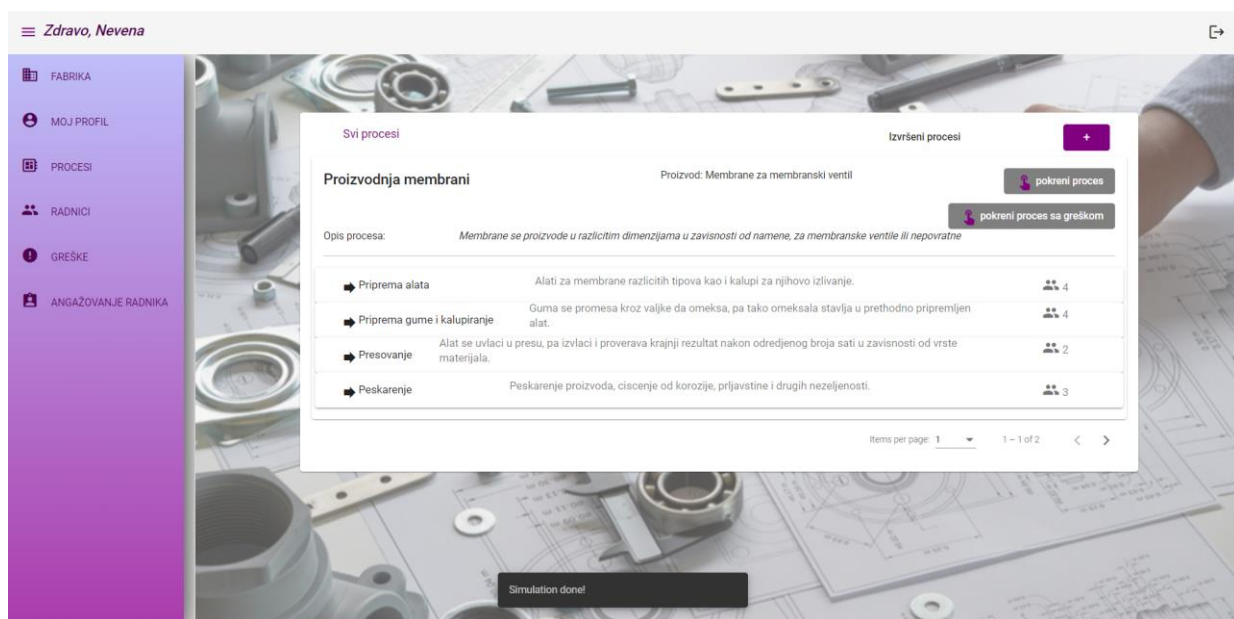 Zdravo, Nevena
FABRIKA
MOJ PROFIL
PROCESI
RADNICI
GREŠKE
ANGAŽOVANJE RADNIKA
Svi procesi
Izvršeni procesi
+
Proizvodnja membrani
Proizvod: Membrane za membranski ventil
pokreni proces
pokreni proces sa greškom
Opis procesa:
Membrane se proizvode u razlicitim dimenzijama u zavisnosti od namene, za membranske ventile ili nepovratne
Priprema alata
Alati za membrane razlicitih tipova kao i kalupi za njihovo izlivanje.
4
Priprema gume i kalupiranje
Guma se promesa kroz valjke da omeksa, pa tako omeksala stavlja u prethodno pripremljen
alat.
4
Presovanje
Alat se uvlaci u presu, pa izvlaci i proverava krajnji rezultat nakon odredjenog broja sati u zavisnosti od vrste
materijala.
2
Peskarenje
Peskarenje proizvoda, ciscenje od korozije, prljavstine i drugih nezeljenosti.
3
Items per page: 1
1 – 1 of 2
Simulation done!